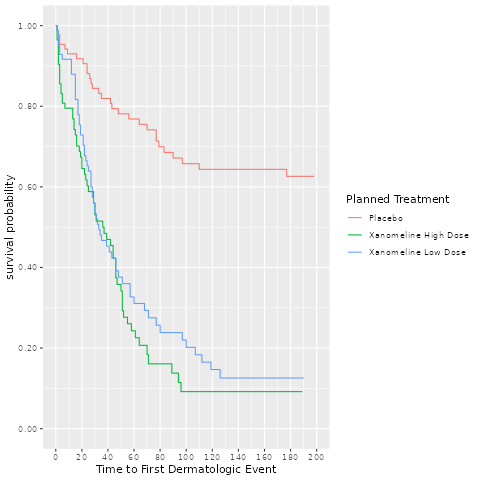 1.00
0.80
0.60
0.40
0.20
0.00
survival probability
0 20 40 60 80 100 120 140 160 180 200
Time to First Dermatologic Event
Planned Treatment
Placebo
Xanomeline High Dose
Xanomeline Low Dose